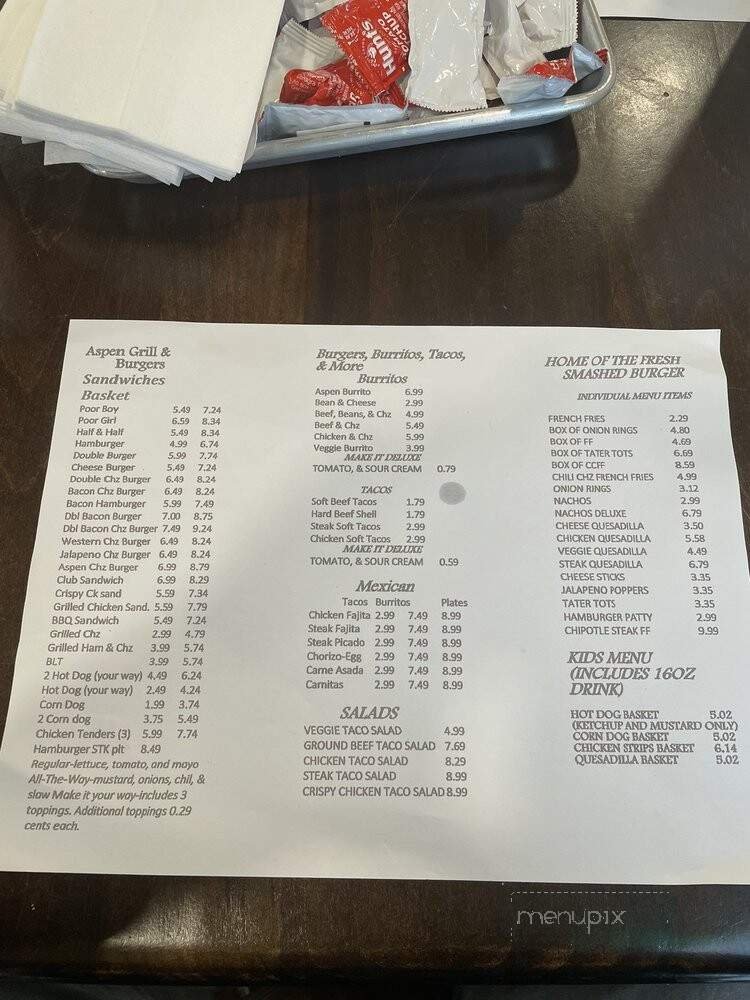 Hunt's
TOMATO
KETCHUP
Aspen Grill &
Burgers
Sandwiches
Basket
Poor Boy 5.49 7.24
Poor Girl 6.59 8.34
Half & Half 5.49 8.34
Hamburger 4.99 6.74
Double Burger 5.99 7.74
Cheese Burger 5.49 7.24
Double Chz Burger 6.49 8.24
Bacon Chz Burger 6.49 8.24
Bacon Hamburger 5.99 7.49
Dbl Bacon Burger 7.00 8.75
Dbl Bacon Chz Burger 7.49 9.24
Western Chz Burger 6.49 8.24
Jalapeno Chz Burger 6.49 8.24
Aspen Chz Burger 6.99 8.79
Club Sandwich 6.99 8.29
Crispy Ck sand 5.59 7.34
Grilled Chicken Sand. 5.59 7.79
BBQ Sandwich 5.49 7.24
Grilled Chz 2.99 4.79
Grilled Ham & Chz 3.99 5.74
BLT 3.99 5.74
2 Hot Dog (your way) 4.49 6.24
Hot Dog (your way) 2.49 4.24
Corn Dog 1.99 3.74
2 Corn dog 3.75 5.49
Chicken Tenders (3) 5.99 7.74
Hamburger STK plt 8.49
Regular-lettuce, tomato, and mayo
All-The-Way-mustard, onions, chil, &
slaw Make it your way-includes 3
toppings. Additional toppings 0.29
cents each.
Burgers, Burritos, Tacos,
& More
Burritos
Aspen Burrito 6.99
Bean & Cheese 2.99
Beef, Beans, & Chz 4.99
Beef & Chz 5.49
Chicken & Chz 5.99
Veggie Burrito 3.99
MAKE IT DELUXE
TOMATO, & SOUR CREAM 0.79
TACOS
Soft Beef Tacos 1.79
Hard Beef Shell 1.79
Steak Soft Tacos 2.99
Chicken Soft Tacos 2.99
MAKE IT DELUXE
TOMATO, & SOUR CREAM 0.59
Mexican
Tacos Burritos Plates
Chicken Fajita 2.99 7.49 8.99
Steak Fajita 2.99 7.49 8.99
Steak Picado 2.99 7.49 8.99
Chorizo-Egg 2.99 7.49 8.99
Carne Asada 2.99 7.49 8.99
Carnitas 2.99 7.49 8.99
SALADS
VEGGIE TACO SALAD 4.99
GROUND BEEF TACO SALAD 7.69
CHICKEN TACO SALAD 8.29
STEAK TACO SALAD 8.99
CRISPY CHICKEN TACO SALAD 8.99
HOME OF THE FRESH
SMASHED BURGER
INDIVIDUAL MENU ITEMS
FRENCH FRIES 2.29
BOX OF ONION RINGS 4.80
BOX OF FF 4.69
BOX OF TATER TOTS 6.69
BOX OF CCFF 8.59
CHILI CHZ FRENCH FRIES 4.99
ONION RINGS 3.12
NACHOS 2.99
NACHOS DELUXE 6.79
CHEESE QUESADILLA 3.50
CHICKEN QUESADILLA 5.58
VEGGIE QUESADILLA 4.49
STEAK QUESADILLA 6.79
CHEESE STICKS 3.35
JALAPENO POPPERS 3.35
TATER TOTS 3.35
HAMBURGER PATTY 2.99
CHIPOTLE STEAK FF 9.99
KIDS MENU
(INCLUDES 16OZ
DRINK)
HOT DOG BASKET 5.02
(KETCHUP AND MUSTARD ONLY)
CORN DOG BASKET 5.02
CHICKEN STRIPS BASKET 6.14
QUESADILLA BASKET 5.02
menupix